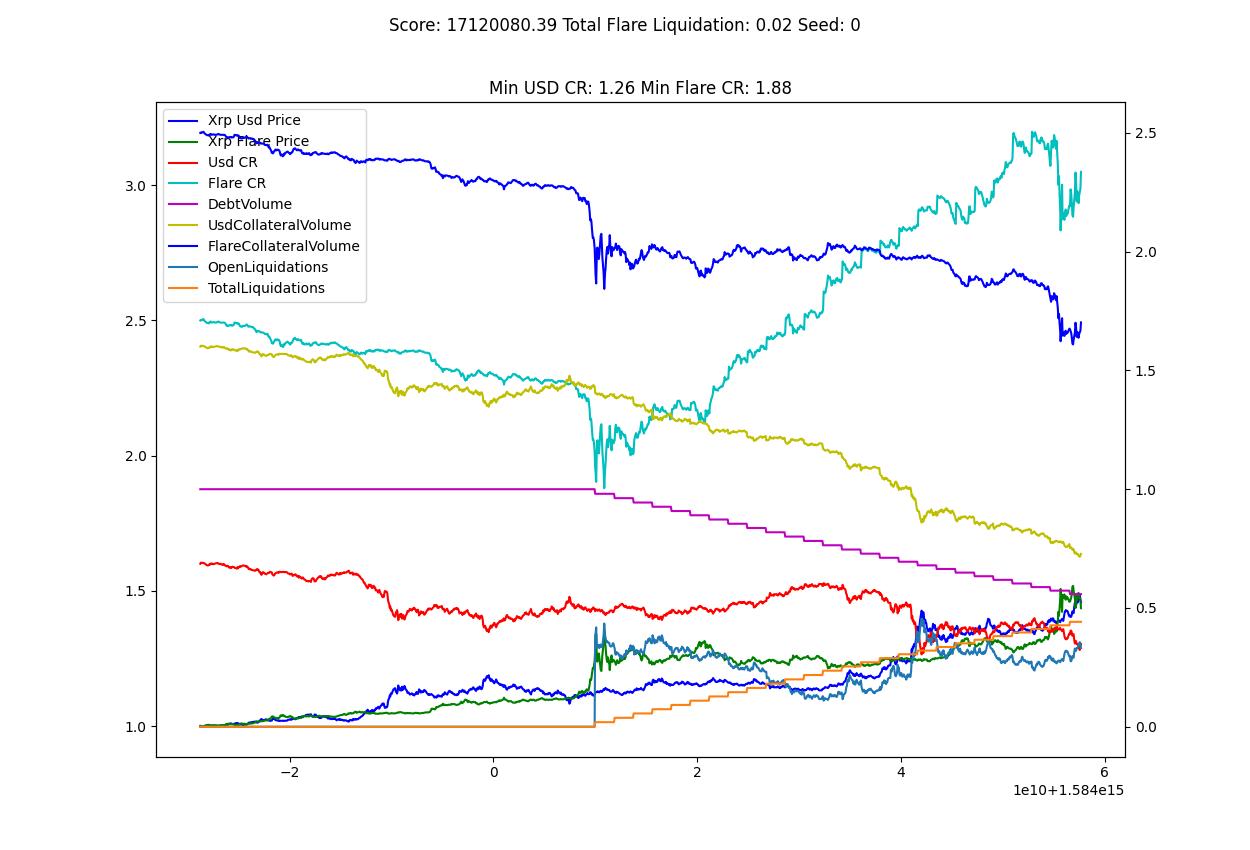 Score: 17120080.39 Total Flare Liquidation: 0.02 Seed: 0
Min USD CR: 1.26 Min Flare CR: 1.88
Xrp Usd Price
Xrp Flare Price
Usd CR
Flare CR
DebtVolume
UsdCollateralVolume
FlareCollateralVolume
OpenLiquidations
TotalLiquidations
3.0
2.5
2.0
1.5
1.0
2.5
2.0
1.5
1.0
0.5
0.0
−2
0
2
4
6
1e10+1.584e15